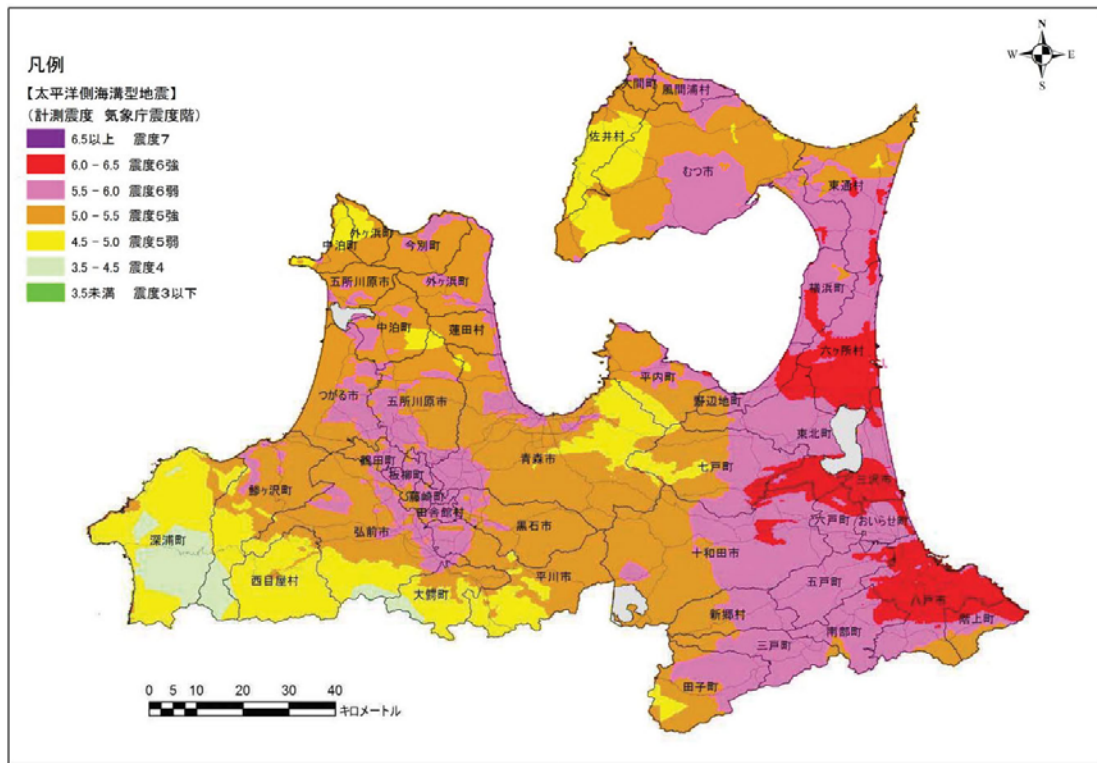 N
W
E
S
凡例
【太平洋側海溝型地震】
(計測震度 気象庁震度階)
6.5以上 震度7
6.0 - 6.5 震度6強
5.5 - 6.0 震度6弱
5.0 - 5.5 震度5強
4.5 - 5.0 震度5弱
3.5 - 4.5 震度4
3.5未満 震度3以下
大間町
風間浦村
佐井村
むつ市
東通村
外ヶ浜町
中泊町
今別町
五所川原市
外ヶ浜町
横浜町
中泊町
蓬田村
六ヶ所村
平内町
つがる市
五所川原市
野辺地町
東北町
青森市
鶴田町
七戸町
板柳町
三沢市
鰺ヶ沢町
藤崎町
田舎館村
六戸町
おいらせ町
黒石市
弘前市
深浦町
十和田市
平川市
五戸町
西目屋村
大鰐町
八戸市
新郷村
階上町
南部町
三戸町
田子町
0 5 10 20 30 40
キロメートル